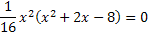 1/16 x²(x² + 2x − 8) = 0